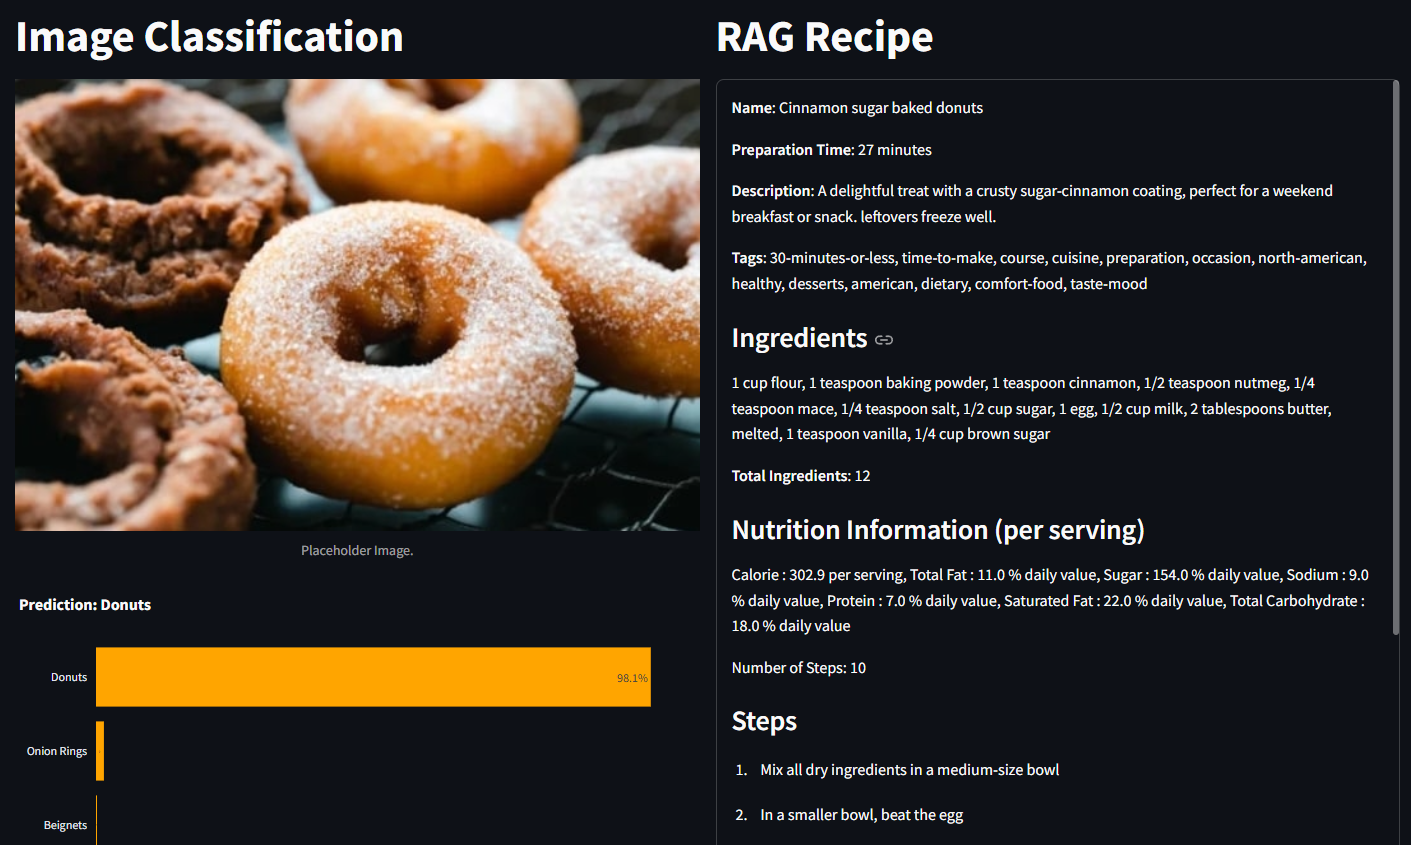 Image Classification
Placeholder Image.
Prediction: Donuts
Donuts
98.1%
Onion Rings
Beignets
RAG Recipe
Name: Cinnamon sugar baked donuts
Preparation Time: 27 minutes
Description: A delightful treat with a crusty sugar-cinnamon coating, perfect for a weekend
breakfast or snack. leftovers freeze well.
Tags: 30-minutes-or-less, time-to-make, course, cuisine, preparation, occasion, north-american,
healthy, desserts, american, dietary, comfort-food, taste-mood
Ingredients
1 cup flour, 1 teaspoon baking powder, 1 teaspoon cinnamon, 1/2 teaspoon nutmeg, 1/4
teaspoon mace, 1/4 teaspoon salt, 1/2 cup sugar, 1 egg, 1/2 cup milk, 2 tablespoons butter,
melted, 1 teaspoon vanilla, 1/4 cup brown sugar
Total Ingredients: 12
Nutrition Information (per serving)
Calorie : 302.9 per serving, Total Fat : 11.0 % daily value, Sugar : 154.0 % daily value, Sodium : 9.0
% daily value, Protein : 7.0 % daily value, Saturated Fat : 22.0 % daily value, Total Carbohydrate :
18.0 % daily value
Number of Steps: 10
Steps
1. Mix all dry ingredients in a medium-size bowl
2. In a smaller bowl, beat the egg